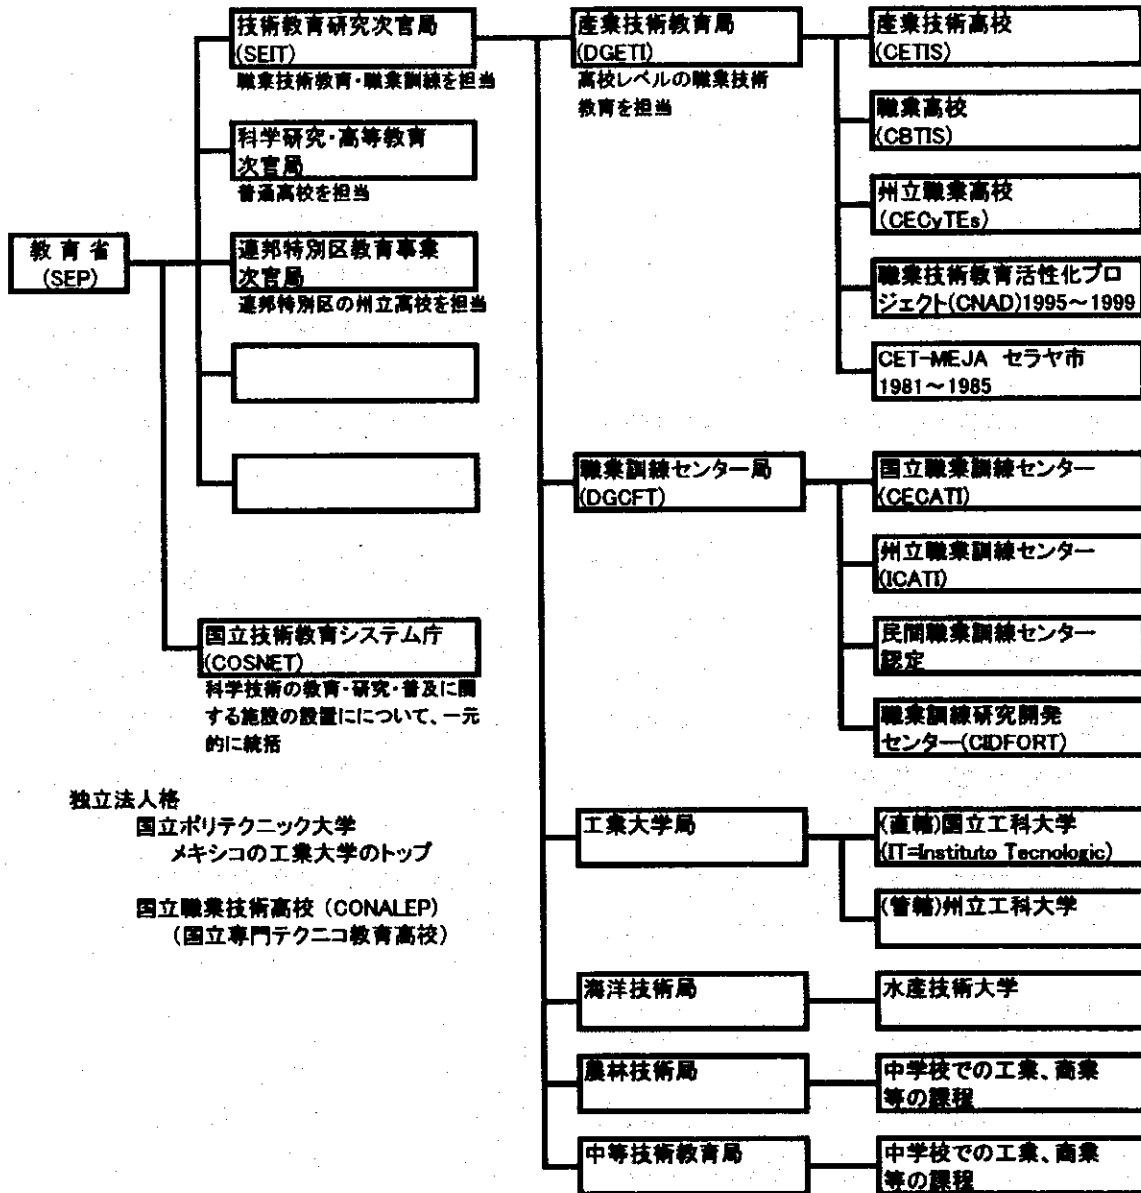 教育省
(SEP)
技術教育研究次官局
(SEIT)
職業技術教育・職業訓練を担当
科学研究・高等教育
次官局
普通高校を担当
連邦特別区教育事業
次官局
連邦特別区の州立高校を担当
国立技術教育システム庁
(COSNET)
科学技術の教育・研究・普及に関
する施設の設置にについて、一元
的に統括
独立法人格
国立ポリテクニック大学
メキシコの工業大学のトップ
国立職業技術高校 (CONALEP)
(国立専門テクニコ教育高校)
産業技術教育局
(DGETI)
高校レベルの職業技術
教育を担当
職業訓練センター局
(DGCFT)
工業大学局
海洋技術局
農林技術局
中等技術教育局
産業技術高校
(CETIS)
職業高校
(CBTIS)
州立職業高校
(CECyTEs)
職業技術教育活性化プロ
ジェクト(CNAD)1995～1999
CET-MEJA セラヤ市
1981～1985
国立職業訓練センター
(CECATI)
州立職業訓練センター
(ICATI)
民間職業訓練センター
認定
職業訓練研究開発
センター(CIDFORT)
(直轄)国立工科大学
(IT=Instituto Tecnologic)
(管轄)州立工科大学
水産技術大学
中学校での工業、商業
等の課程
中学校での工業、商業
等の課程